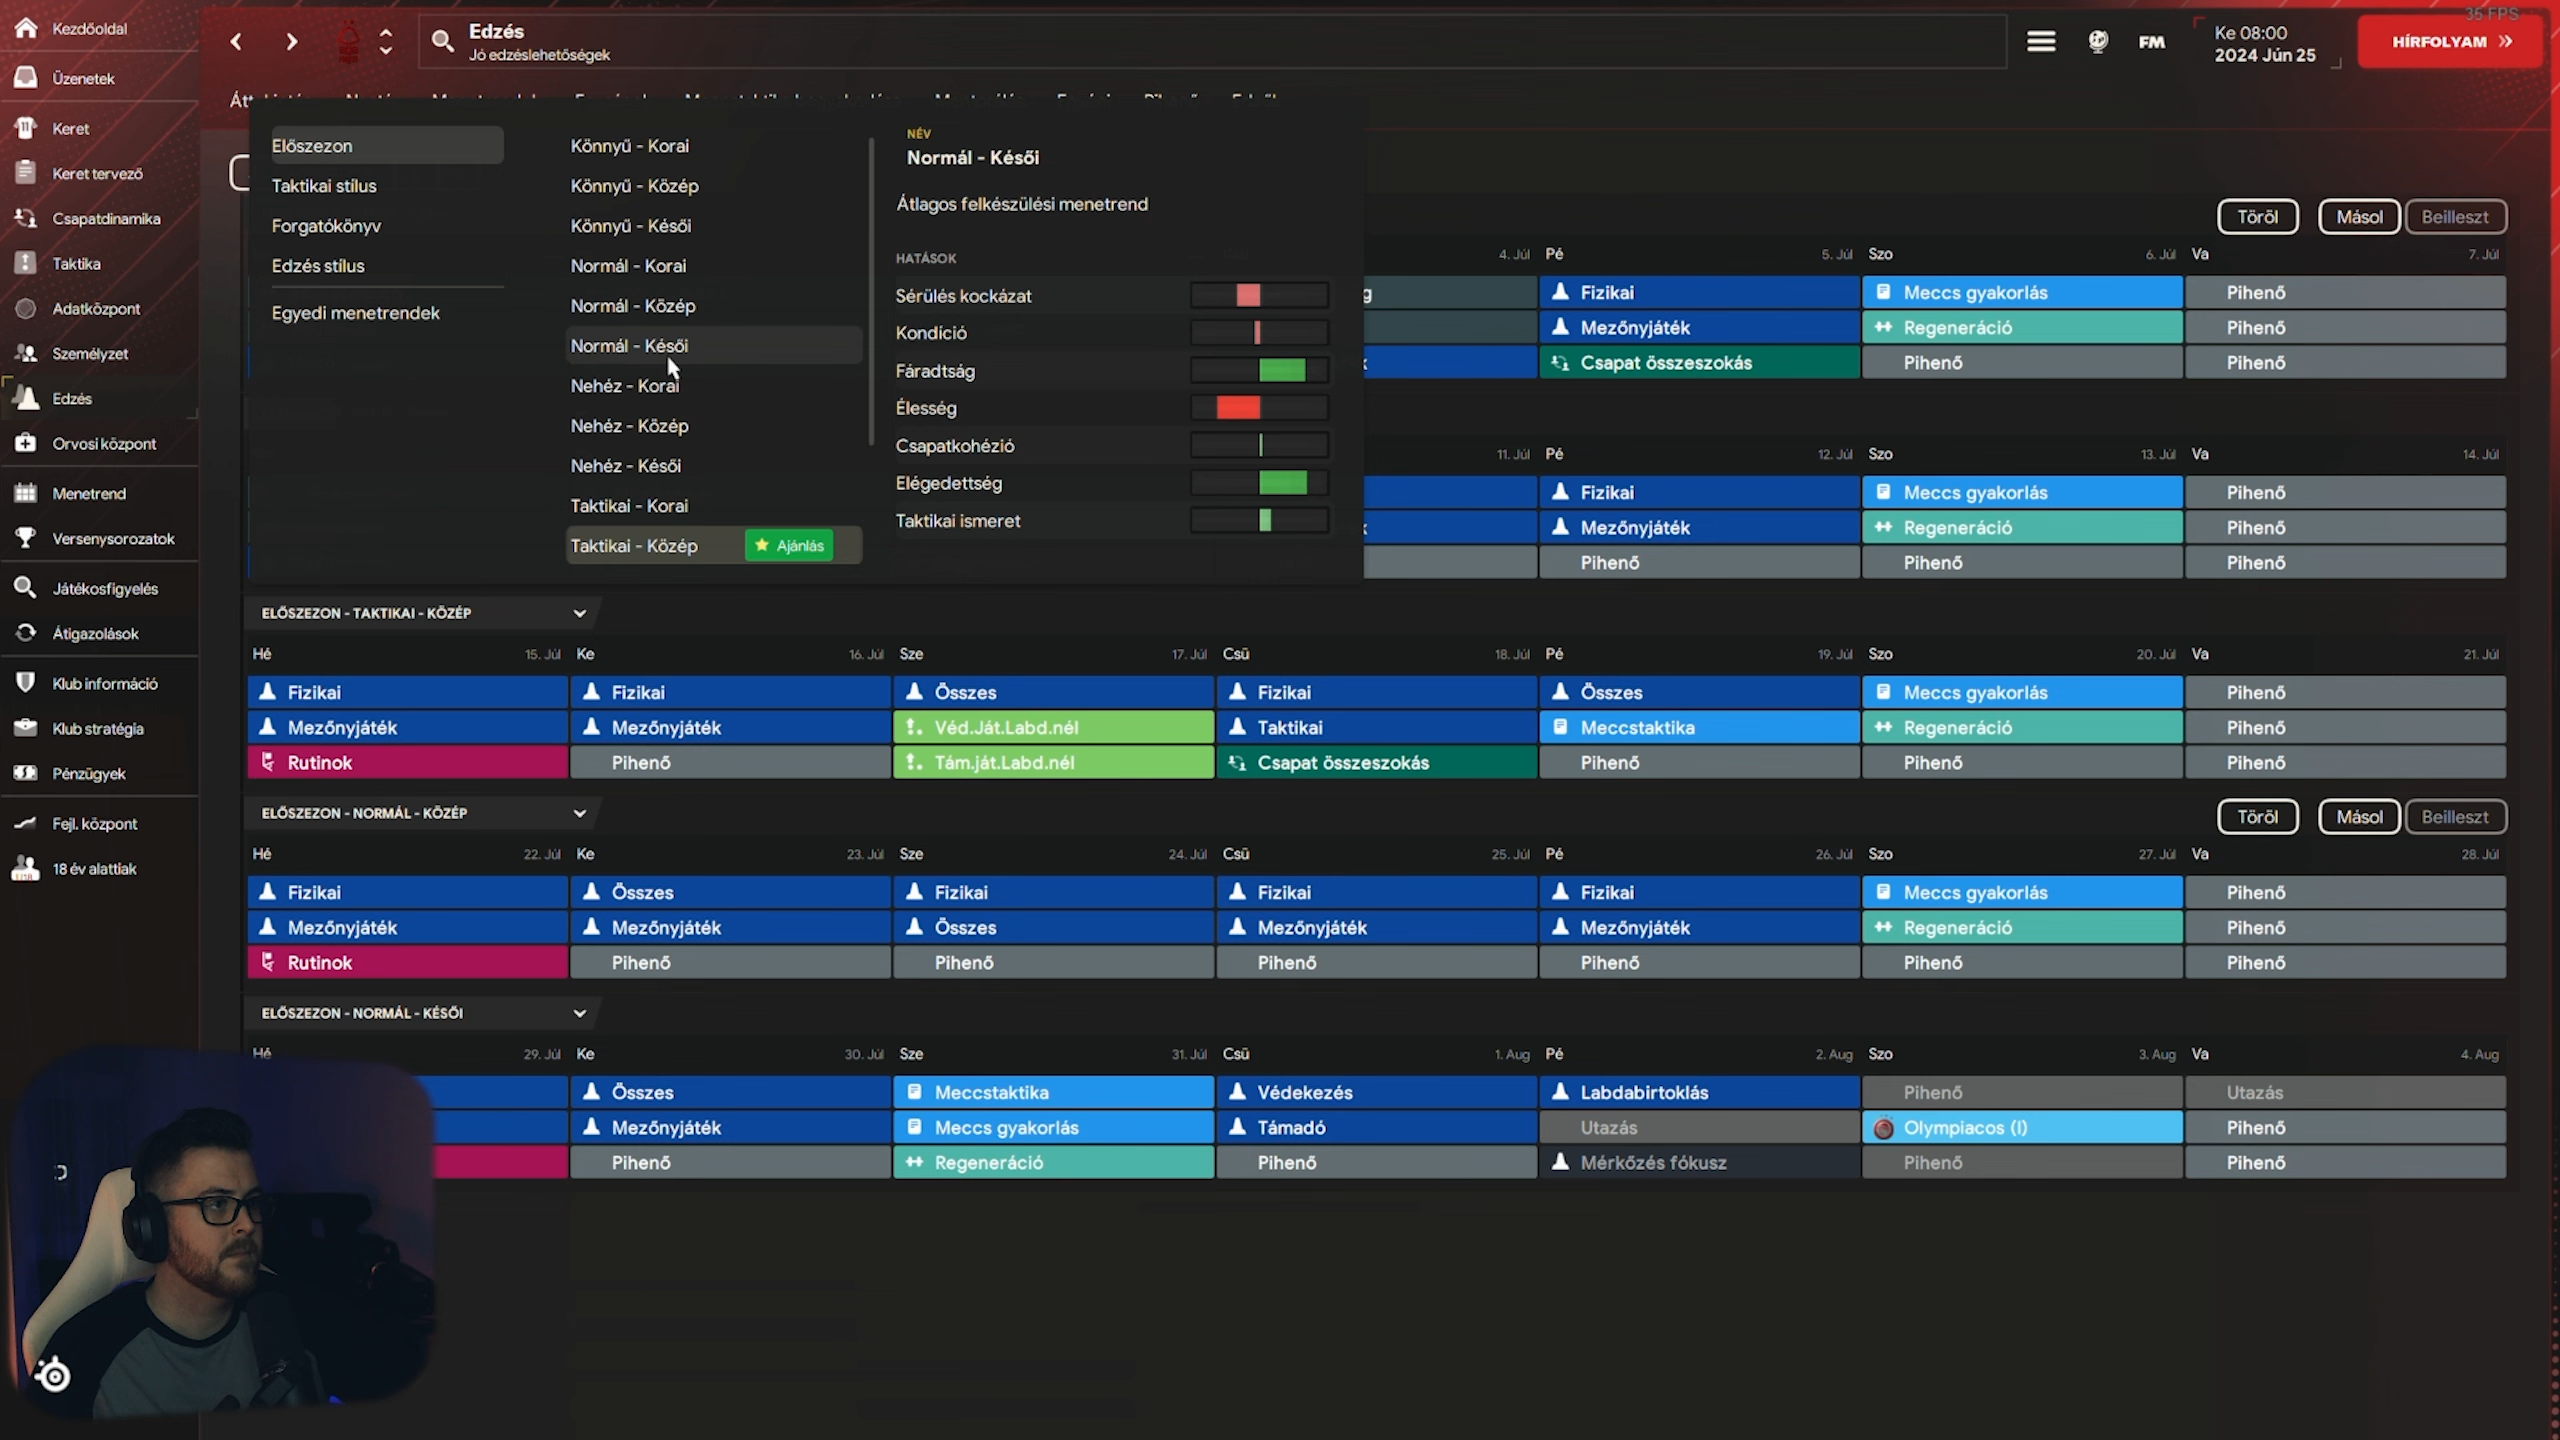 Kezdőoldal
Üzenetek
Keret
Keret tervező
Csapatdinamika
Taktika
Adatközpont
Személyzet
Edzés
Orvosi központ
Menetrend
Versenysorozatok
Játékosfigyelés
Átigazolások
Klub információ
Klub stratégia
Pénzügyek
Fejl. központ
18 év alattiak
Edzés
Jó edzéslehetőségek
FM
Ke 08:00
2024 Jún 25
35 FPS
HÍRFOLYAM
Előszezon
Taktikai stílus
Forgatókönyv
Edzés stílus
Egyedi menetrendek
Könnyű - Korai
Könnyű - Közép
Könnyű - Késői
Normál - Korai
Normál - Közép
Normál - Késői
Nehéz - Korai
Nehéz - Közép
Nehéz - Késői
Taktikai - Korai
Taktikai - Közép Ajánlás
NÉV
Normál - Késői
Átlagos felkészülési menetrend
HATÁSOK
Sérülés kockázat
Kondíció
Fáradtság
Élesség
Csapatkohézió
Elégedettség
Taktikai ismeret
Töröl Másol Beilleszt
4. Júl Pé 5. Júl Szo 6. Júl Va 7. Júl
Fizikai Meccs gyakorlás Pihenő
Mezőnyjáték Regeneráció Pihenő
Csapat összeszokás Pihenő Pihenő
11. Júl Pé 12. Júl Szo 13. Júl Va 14. Júl
Fizikai Meccs gyakorlás Pihenő
Mezőnyjáték Regeneráció Pihenő
Pihenő Pihenő Pihenő
ELŐSZEZON - TAKTIKAI - KÖZÉP
Hé 15. Júl Ke 16. Júl Sze 17. Júl Csü 18. Júl Pé 19. Júl Szo 20. Júl Va 21. Júl
Fizikai Fizikai Összes Fizikai Összes Meccs gyakorlás Pihenő
Mezőnyjáték Mezőnyjáték Véd.Ját.Labd.nél Taktikai Meccstaktika Regeneráció Pihenő
Rutinok Pihenő Tám.ját.Labd.nél Csapat összeszokás Pihenő Pihenő Pihenő
ELŐSZEZON - NORMÁL - KÖZÉP
Töröl Másol Beilleszt
Hé 22. Júl Ke 23. Júl Sze 24. Júl Csü 25. Júl Pé 26. Júl Szo 27. Júl Va 28. Júl
Fizikai Összes Fizikai Fizikai Fizikai Meccs gyakorlás Pihenő
Mezőnyjáték Mezőnyjáték Összes Mezőnyjáték Mezőnyjáték Regeneráció Pihenő
Rutinok Pihenő Pihenő Pihenő Pihenő Pihenő Pihenő
ELŐSZEZON - NORMÁL - KÉSŐI
Hé 29. Júl Ke 30. Júl Sze 31. Júl Csü 1. Aug Pé 2. Aug Szo 3. Aug Va 4. Aug
Összes Meccstaktika Védekezés Labdabirtoklás Pihenő Utazás
Mezőnyjáték Meccs gyakorlás Támadó Utazás Olympiacos (I) Pihenő
Pihenő Regeneráció Pihenő Mérkőzés fókusz Pihenő Pihenő